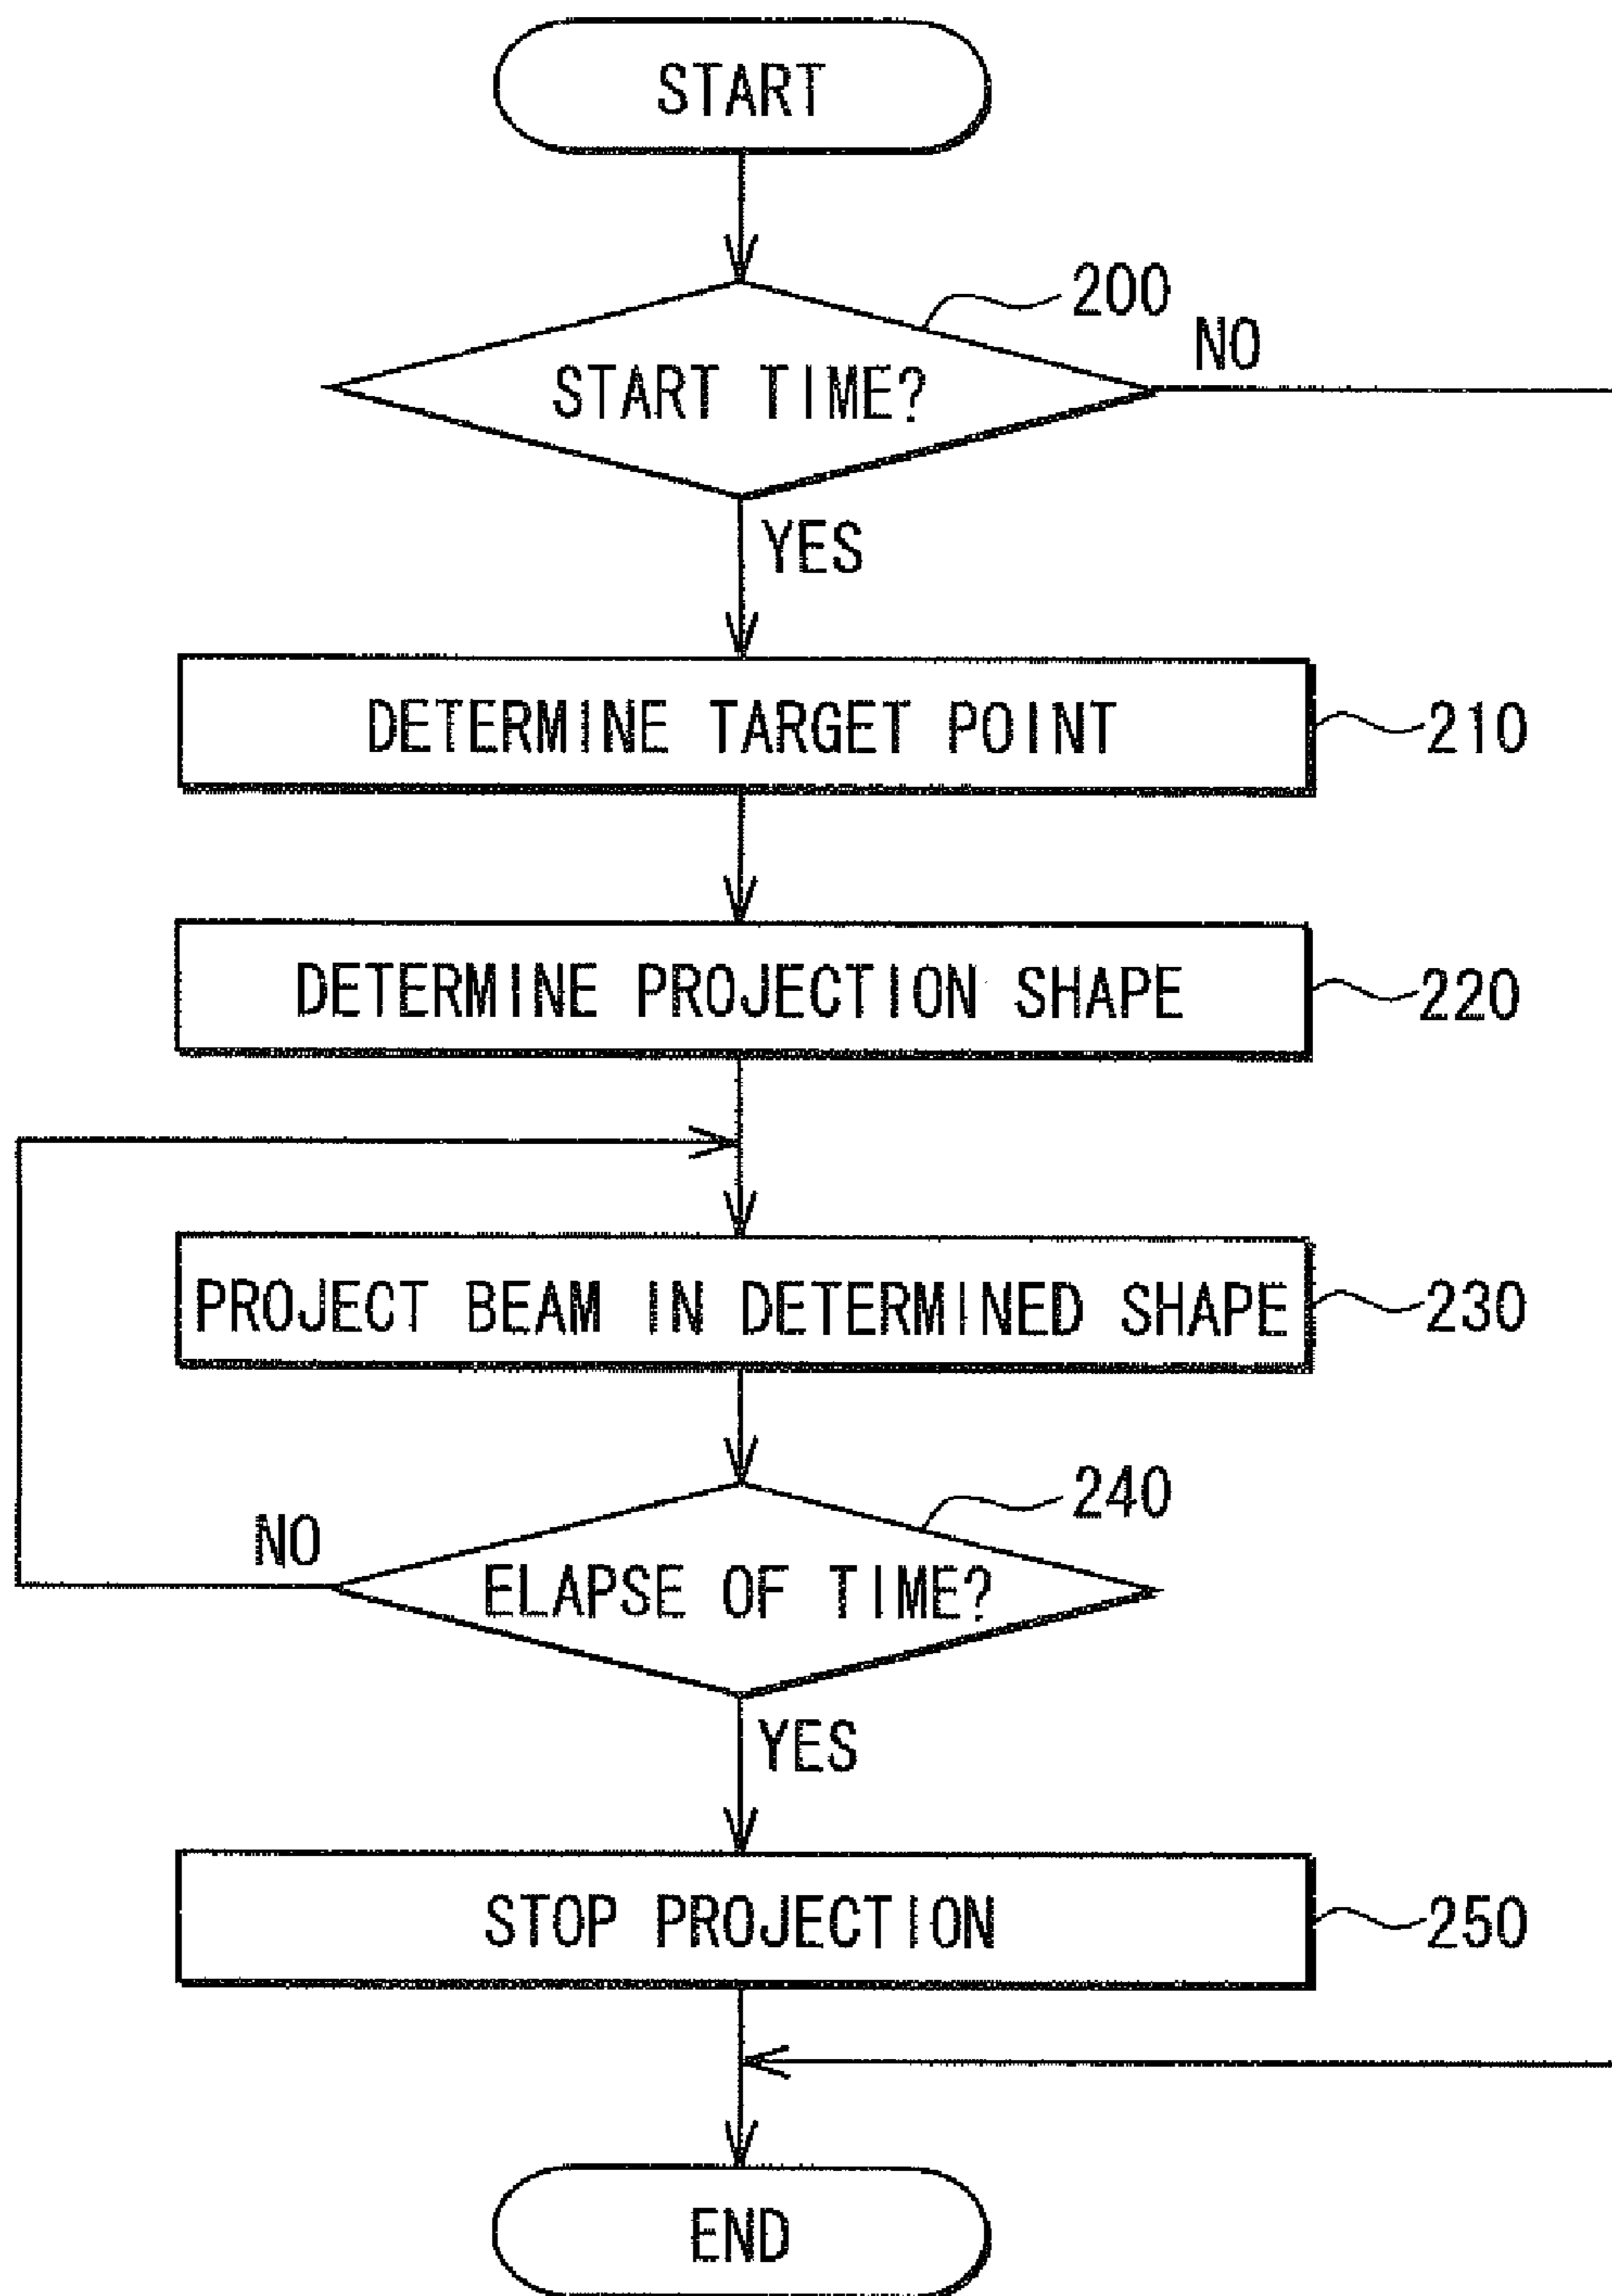 START
200
NO
START TIME?
YES
DETERMINE TARGET POINT
210
DETERMINE PROJECTION SHAPE
220
PROJECT BEAM IN DETERMINED SHAPE
230
240
NO
ELAPSE OF TIME?
YES
STOP PROJECTION
250
END